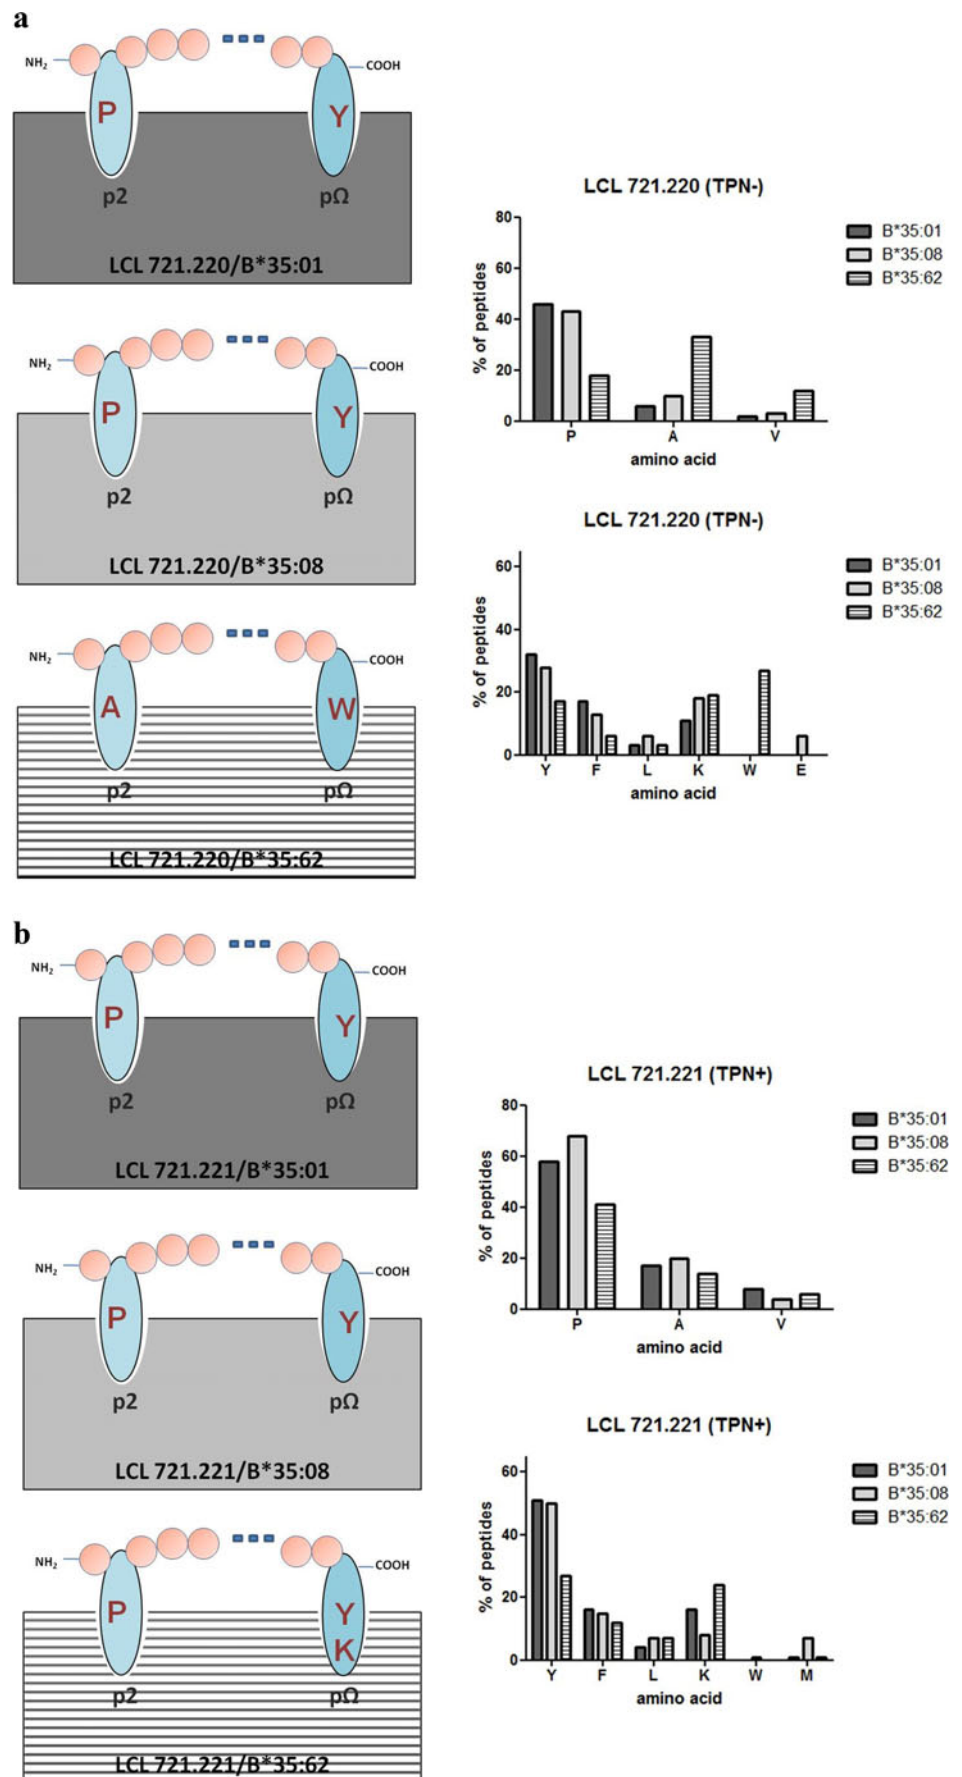 a
NH2
COOH
P
Y
p2
pΩ
LCL 721.220/B*35:01
NH2
COOH
P
Y
p2
pΩ
LCL 721.220/B*35:08
NH2
COOH
A
W
p2
pΩ
LCL 721.220/B*35:62
LCL 721.220 (TPN-)
80
60
40
20
0
% of peptides
P A V
amino acid
B*35:01
B*35:08
B*35:62
LCL 721.220 (TPN-)
60
40
20
0
% of peptides
Y F L K W E
amino acid
B*35:01
B*35:08
B*35:62
b
NH2
COOH
P
Y
p2
pΩ
LCL 721.221/B*35:01
NH2
COOH
P
Y
p2
pΩ
LCL 721.221/B*35:08
NH2
COOH
P
Y
K
p2
pΩ
LCL 721.221/B*35:62
LCL 721.221 (TPN+)
80
60
40
20
0
% of peptides
P A V
amino acid
B*35:01
B*35:08
B*35:62
LCL 721.221 (TPN+)
60
40
20
0
% of peptides
Y F L K W M
amino acid
B*35:01
B*35:08
B*35:62